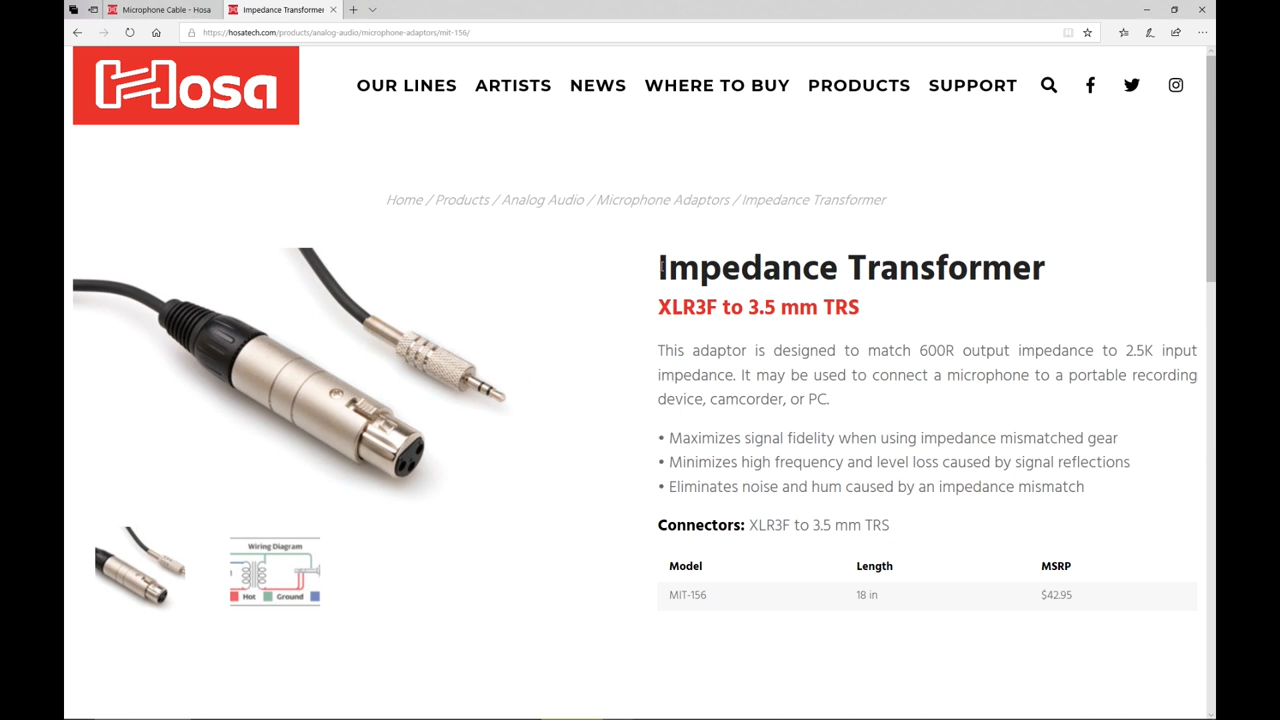 Microphone Cable - Hosa
Impedance Transformer
https://hosatech.com/products/analog-audio/microphone-adaptors/mit-156/
Hosa
OUR LINES ARTISTS NEWS WHERE TO BUY PRODUCTS SUPPORT
Home / Products / Analog Audio / Microphone Adaptors / Impedance Transformer
Impedance Transformer
XLR3F to 3.5 mm TRS
This adaptor is designed to match 600R output impedance to 2.5K input
impedance. It may be used to connect a microphone to a portable recording
device, camcorder, or PC.
• Maximizes signal fidelity when using impedance mismatched gear
• Minimizes high frequency and level loss caused by signal reflections
• Eliminates noise and hum caused by an impedance mismatch
Connectors: XLR3F to 3.5 mm TRS
Model Length MSRP
MIT-156 18 in $42.95
Wiring Diagram
Hot Ground